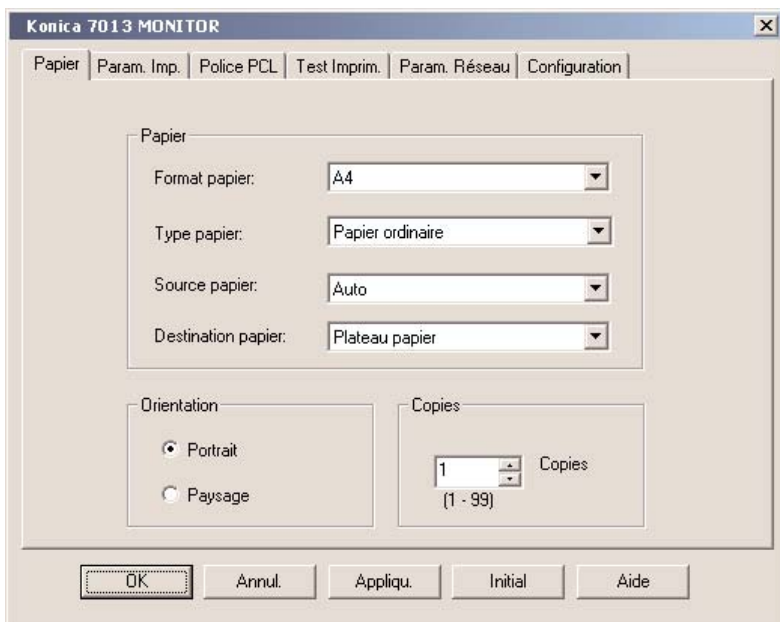 Konica 7013 MONITOR
Papier Param. Imp. Police PCL Test Imprim. Param. Réseau Configuration
Papier
Format papier: A4
Type papier: Papier ordinaire
Source papier: Auto
Destination papier: Plateau papier
Orientation
Portrait
Paysage
Copies
1 Copies
(1 - 99)
OK Annul. Appliqu. Initial Aide